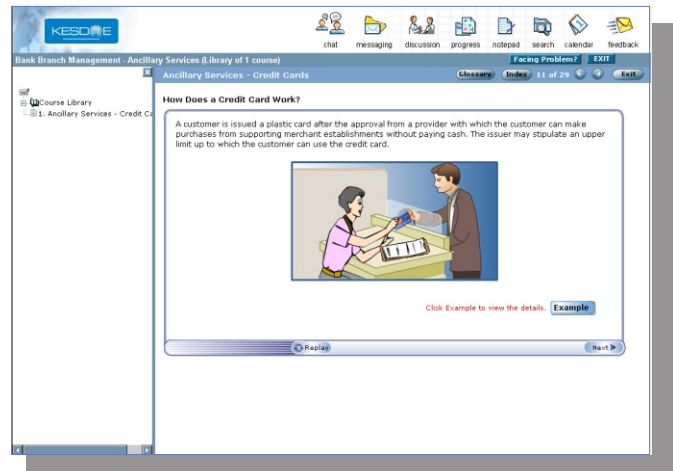 KESDEE
chat messaging discussion progress notepad search calendar feedback
Bank Branch Management - Ancillary Services (Library of 1 course)
Facing Problem? EXIT
Ancillary Services - Credit Cards
Glossary Index 11 of 29 Exit
Course Library
1. Ancillary Services - Credit Ca
How Does a Credit Card Work?
A customer is issued a plastic card after the approval from a provider with which the customer can make
purchases from supporting merchant establishments without paying cash. The issuer may stipulate an upper
limit up to which the customer can use the credit card.
Click Example to view the details. Example
Replay
Next